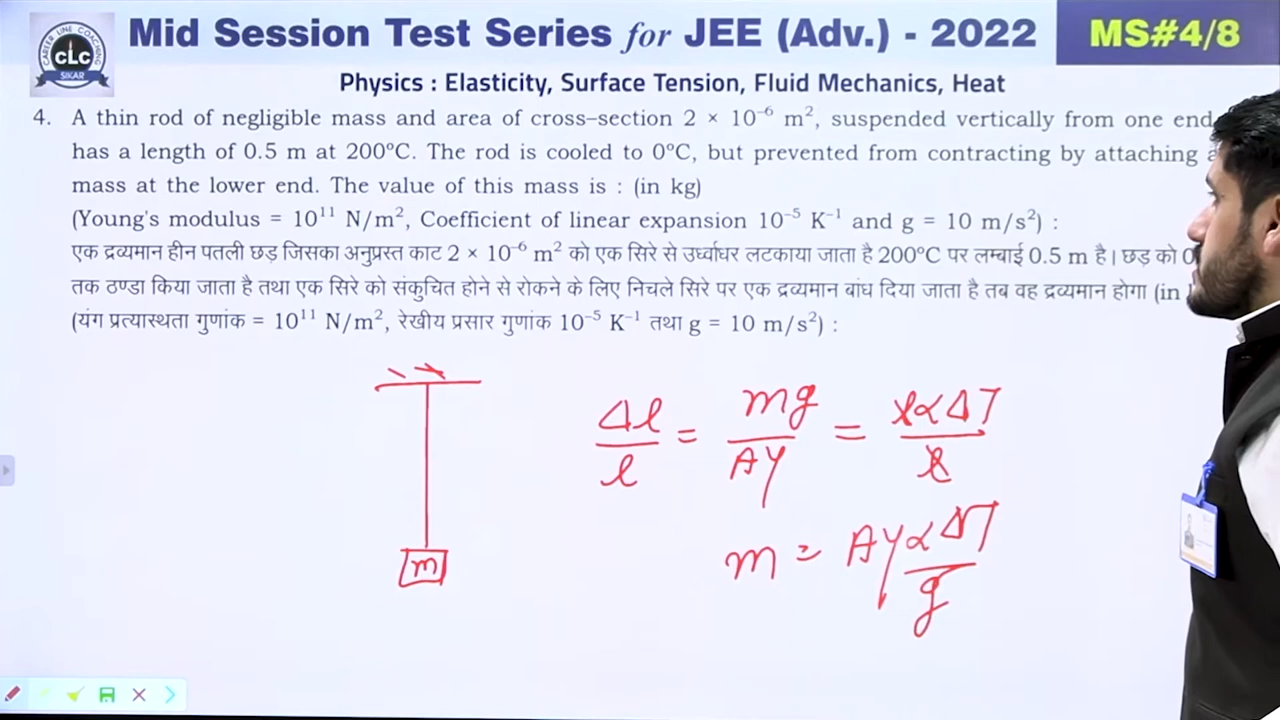 Mid Session Test Series for JEE (Adv.) - 2022
MS#4/8
CAREER LINE COACHING
CLC
SIKAR
Physics : Elasticity, Surface Tension, Fluid Mechanics, Heat
4. A thin rod of negligible mass and area of cross–section 2 × 10⁻⁶ m², suspended vertically from one end,
has a length of 0.5 m at 200ºC. The rod is cooled to 0ºC, but prevented from contracting by attaching a
mass at the lower end. The value of this mass is : (in kg)
(Young's modulus = 10¹¹ N/m², Coefficient of linear expansion 10⁻⁵ K⁻¹ and g = 10 m/s²) :
एक द्रव्यमान हीन पतली छड़ जिसका अनुप्रस्त काट 2 × 10⁻⁶ m² को एक सिरे से उर्ध्वाधर लटकाया जाता है 200ºC पर लम्बाई 0.5 m है। छड़ को 0
तक ठण्डा किया जाता है तथा एक सिरे को संकुचित होने से रोकने के लिए निचले सिरे पर एक द्रव्यमान बांध दिया जाता है तब वह द्रव्यमान होगा (in
(यंग प्रत्यास्थता गुणांक = 10¹¹ N/m², रेखीय प्रसार गुणांक 10⁻⁵ K⁻¹ तथा g = 10 m/s²) :
Δl/l = mg/AY = lαΔT/l
m = AYαΔT/g
m